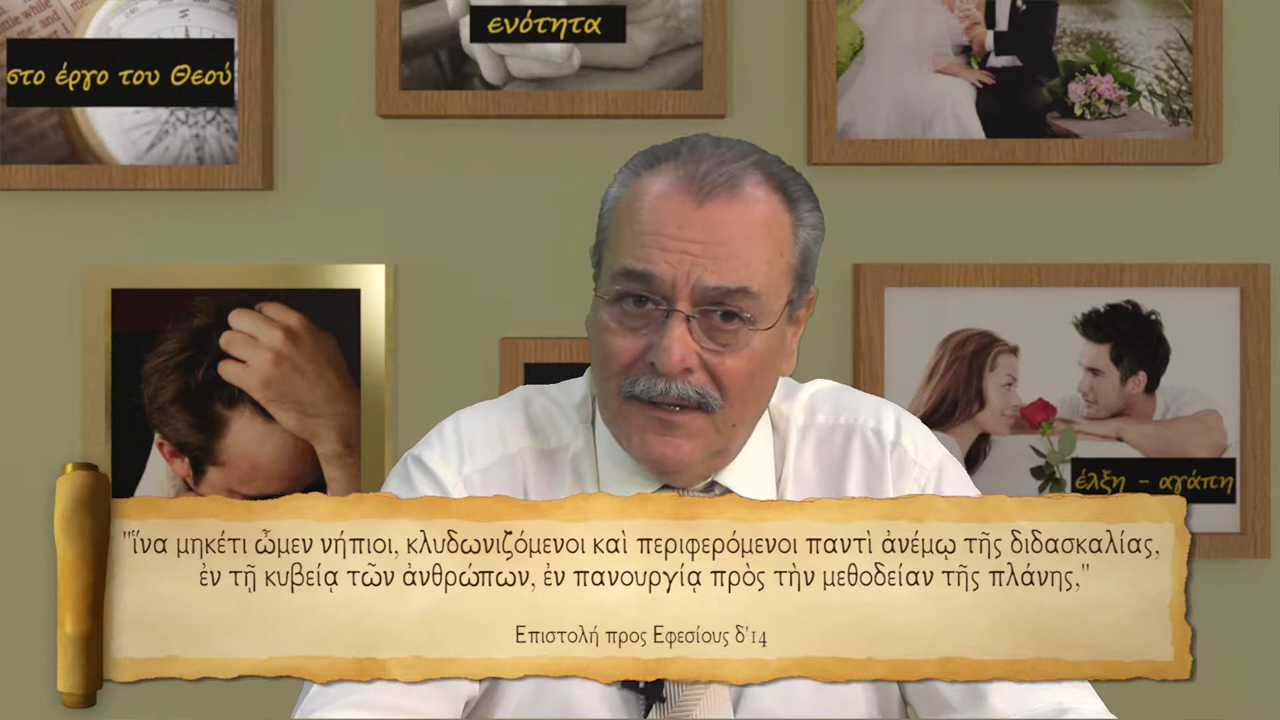 στο έργο του Θεού
ενότητα
έλξη – αγάπη
"ἵνα μηκέτι ὦμεν νήπιοι, κλυδωνιζόμενοι καὶ περιφερόμενοι παντὶ ἀνέμῳ τῆς διδασκαλίας,
ἐν τῇ κυβείᾳ τῶν ἀνθρώπων, ἐν πανουργίᾳ πρὸς τὴν μεθοδείαν τῆς πλάνης,"
Επιστολή προς Εφεσίους δ'14